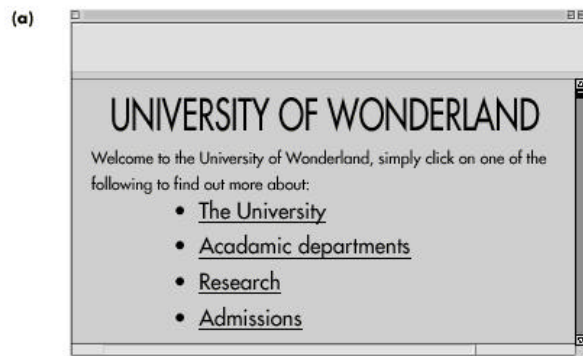 (a)
UNIVERSITY OF WONDERLAND
Welcome to the University of Wonderland, simply click on one of the
following to find out more about:
• The University
• Acadamic departments
• Research
• Admissions